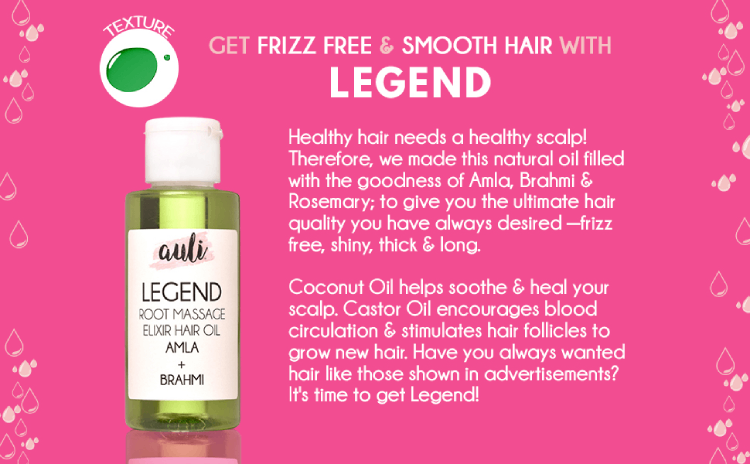 TEXTURE
GET FRIZZ FREE & SMOOTH HAIR WITH
LEGEND
Healthy hair needs a healthy scalp!
Therefore, we made this natural oil filled
with the goodness of Amla, Brahmi &
Rosemary; to give you the ultimate hair
quality you have always desired —frizz
free, shiny, thick & long.
Coconut Oil helps soothe & heal your
scalp. Castor Oil encourages blood
circulation & stimulates hair follicles to
grow new hair. Have you always wanted
hair like those shown in advertisements?
It's time to get Legend!
auli.
LEGEND
ROOT MASSAGE
ELIXIR HAIR OIL
AMLA
+
BRAHMI